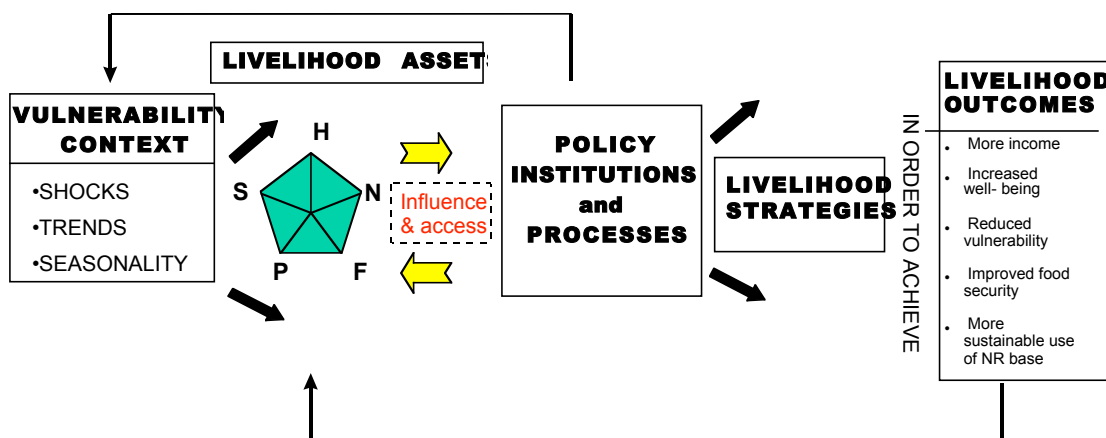 LIVELIHOOD ASSETS
VULNERABILITY
CONTEXT
•SHOCKS
•TRENDS
•SEASONALITY
H
S
N
P
F
Influence
& access
POLICY
INSTITUTIONS
and
PROCESSES
LIVELIHOOD
STRATEGIES
IN ORDER TO ACHIEVE
LIVELIHOOD
OUTCOMES
• More income
• Increased
well- being
• Reduced
vulnerability
• Improved food
security
• More
sustainable use
of NR base